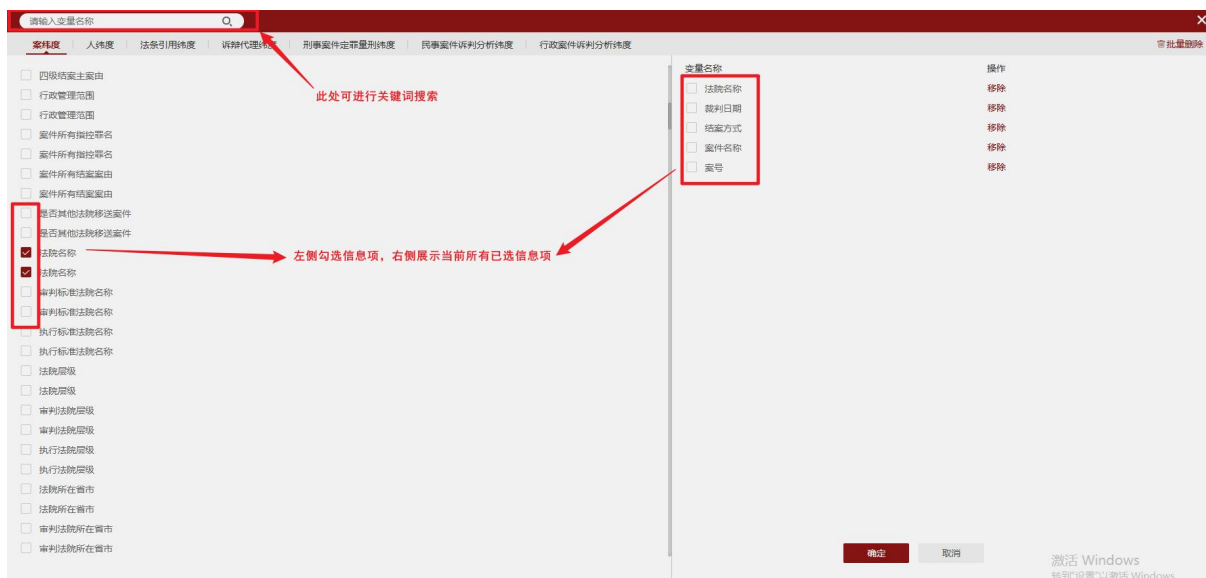 请输入变量名称
案纬度 人纬度 法条引用纬度 诉辩代理纬度 刑事案件定罪量刑纬度 民事案件诉判分析纬度 行政案件诉判分析纬度 批量删除
四级结案主案由
行政管理范围
行政管理范围
案件所有指控罪名
案件所有指控罪名
案件所有结案案由
案件所有结案案由
是否其他法院移送案件
是否其他法院移送案件
法院名称
法院名称
审判标准法院名称
审判标准法院名称
执行标准法院名称
执行标准法院名称
法院层级
法院层级
审判法院层级
审判法院层级
执行法院层级
执行法院层级
法院所在省市
法院所在省市
审判法院所在省市
审判法院所在省市
此处可进行关键词搜索
左侧勾选信息项，右侧展示当前所有已选信息项
变量名称 操作
法院名称 移除
裁判日期 移除
结案方式 移除
案件名称 移除
案号 移除
确定 取消
激活 Windows
转到"设置"以激活 Windows